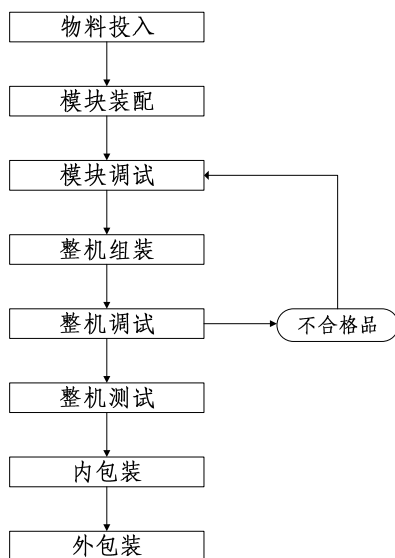 物料投入
模块装配
模块调试
整机组装
整机调试
不合格品
整机测试
内包装
外包装